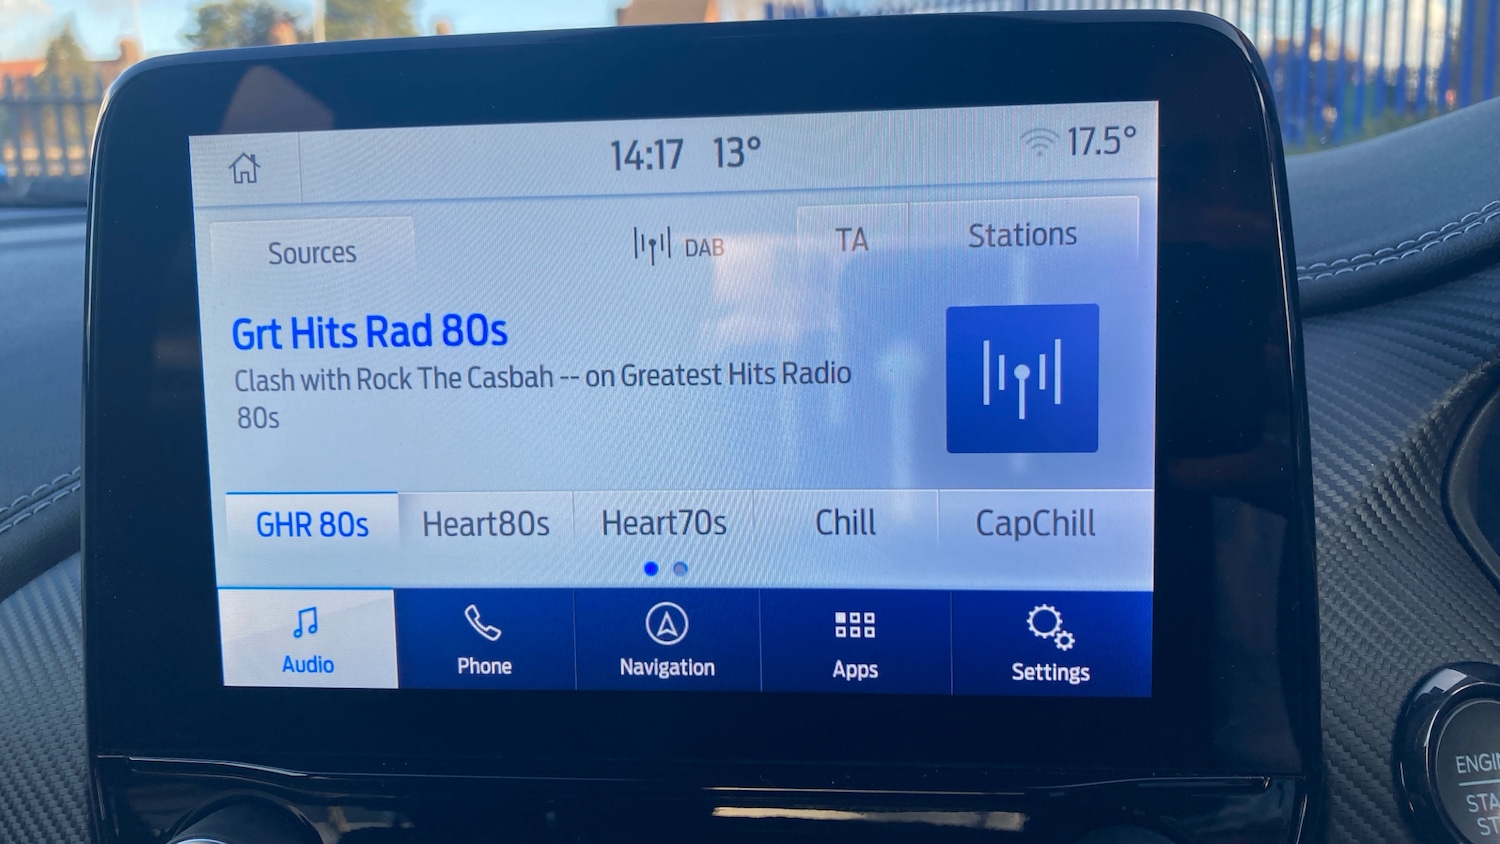 14:17 13° 17.5°
Sources DAB TA Stations
Grt Hits Rad 80s
Clash with Rock The Casbah -- on Greatest Hits Radio
80s
GHR 80s Heart80s Heart70s Chill CapChill
Audio Phone Navigation Apps Settings